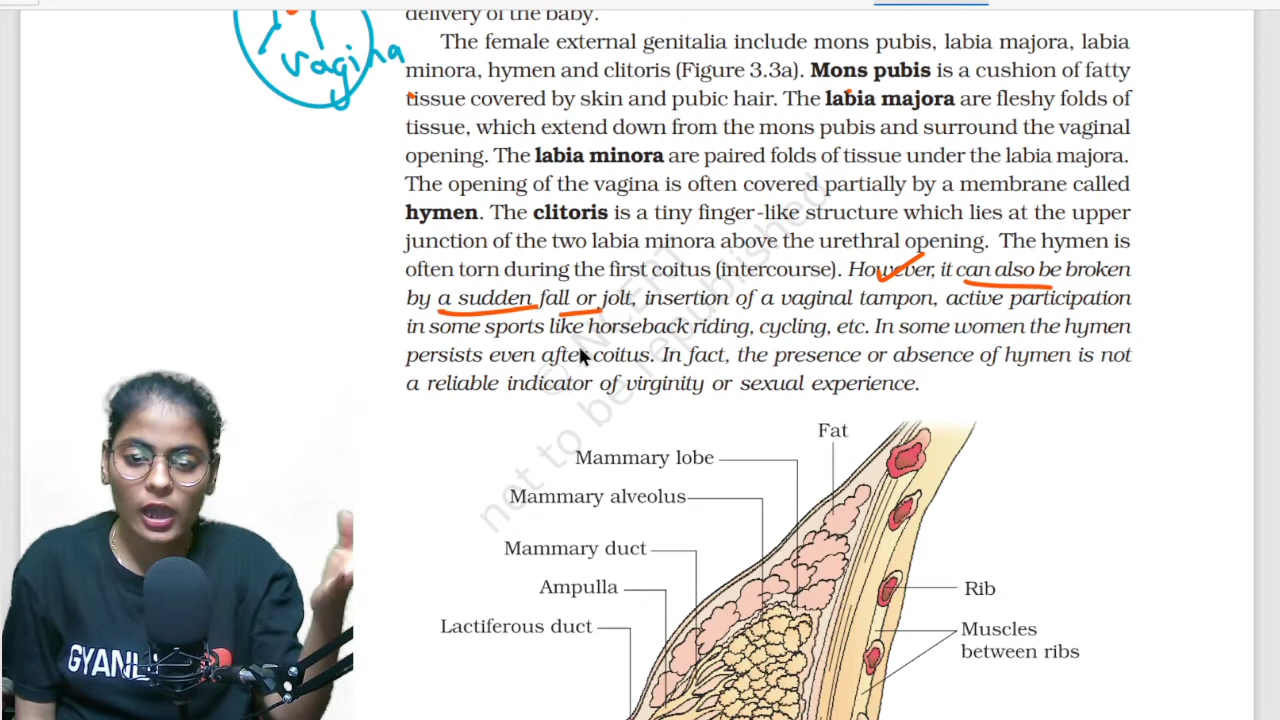 delivery of the baby.
vagina
The female external genitalia include mons pubis, labia majora, labia
minora, hymen and clitoris (Figure 3.3a). Mons pubis is a cushion of fatty
tissue covered by skin and pubic hair. The labia majora are fleshy folds of
tissue, which extend down from the mons pubis and surround the vaginal
opening. The labia minora are paired folds of tissue under the labia majora.
The opening of the vagina is often covered partially by a membrane called
hymen. The clitoris is a tiny finger-like structure which lies at the upper
junction of the two labia minora above the urethral opening. The hymen is
often torn during the first coitus (intercourse). However, it can also be broken
by a sudden fall or jolt, insertion of a vaginal tampon, active participation
in some sports like horseback riding, cycling, etc. In some women the hymen
persists even after coitus. In fact, the presence or absence of hymen is not
a reliable indicator of virginity or sexual experience.
© NCERT
not to be republished
Fat
Mammary lobe
Mammary alveolus
Mammary duct
Ampulla
Rib
Lactiferous duct
Muscles
between ribs
GYANL